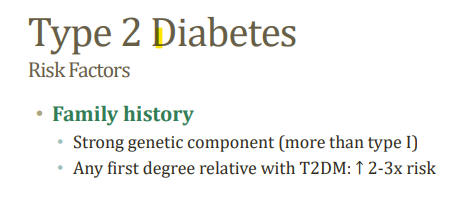 Type 2 Diabetes
Risk Factors
• Family history
• Strong genetic component (more than type I)
• Any first degree relative with T2DM: ↑ 2-3x risk